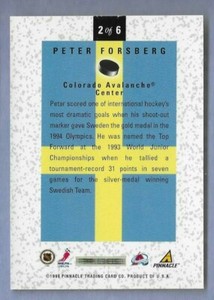 2 of 6
PETER FORSBERG
Colorado Avalanche®
Center
Peter scored one of international hockey's
most dramatic goals when his shoot-out
marker gave Sweden the gold medal in the
1994 Olympics. He was named the Top
Forward at the 1993 World Junior
Championships when he tallied a
tournament-record 31 points in seven
games for the silver-medal winning
Swedish Team.
PINNACLE
PINNACLE TRADING CARD CO. PRODUCT OF U.S.A.